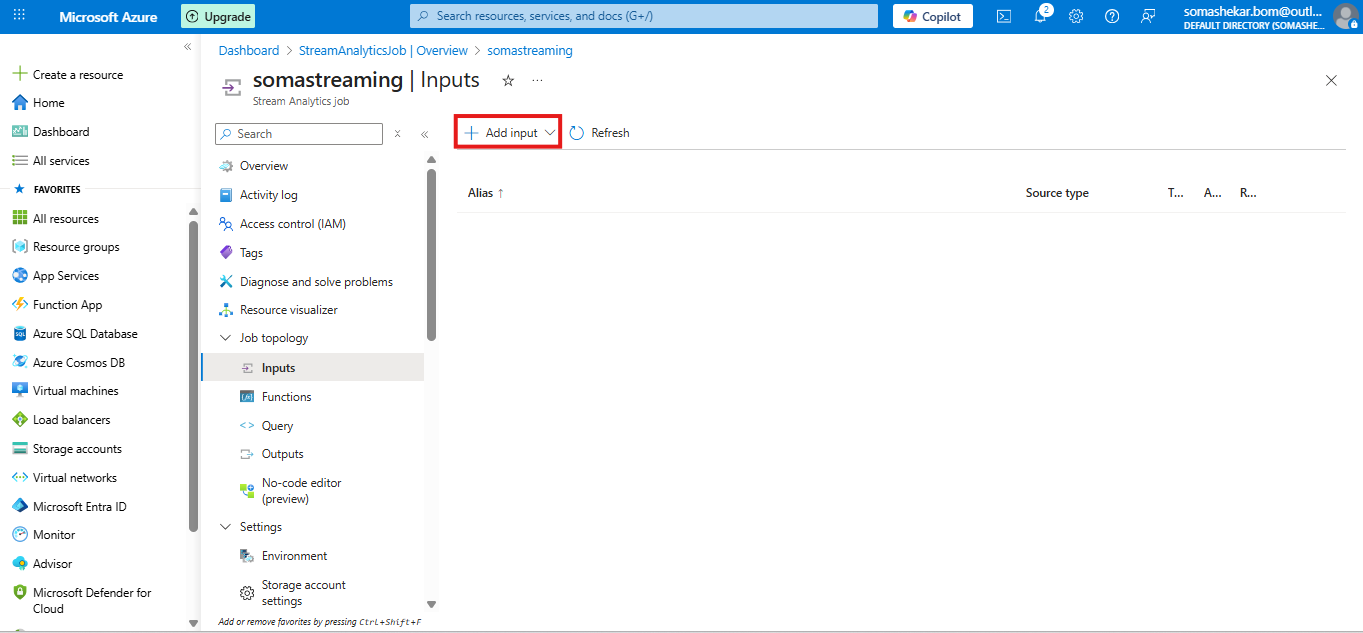 Microsoft Azure
Upgrade
Search resources, services, and docs (G+/)
Copilot
2
somashekar.bom@outl...
DEFAULT DIRECTORY (SOMASHE...
Create a resource
Home
Dashboard
All services
FAVORITES
All resources
Resource groups
App Services
Function App
Azure SQL Database
Azure Cosmos DB
Virtual machines
Load balancers
Storage accounts
Virtual networks
Microsoft Entra ID
Monitor
Advisor
Microsoft Defender for
Cloud
Dashboard > StreamAnalyticsJob | Overview > somastreaming
somastreaming | Inputs
Stream Analytics job
Search
Overview
Activity log
Access control (IAM)
Tags
Diagnose and solve problems
Resource visualizer
Job topology
Inputs
Functions
Query
Outputs
No-code editor
(preview)
Settings
Environment
Storage account
settings
Add or remove favorites by pressing Ctrl+Shift+F
Add input
Refresh
Alias ↑ Source type T... A... R...